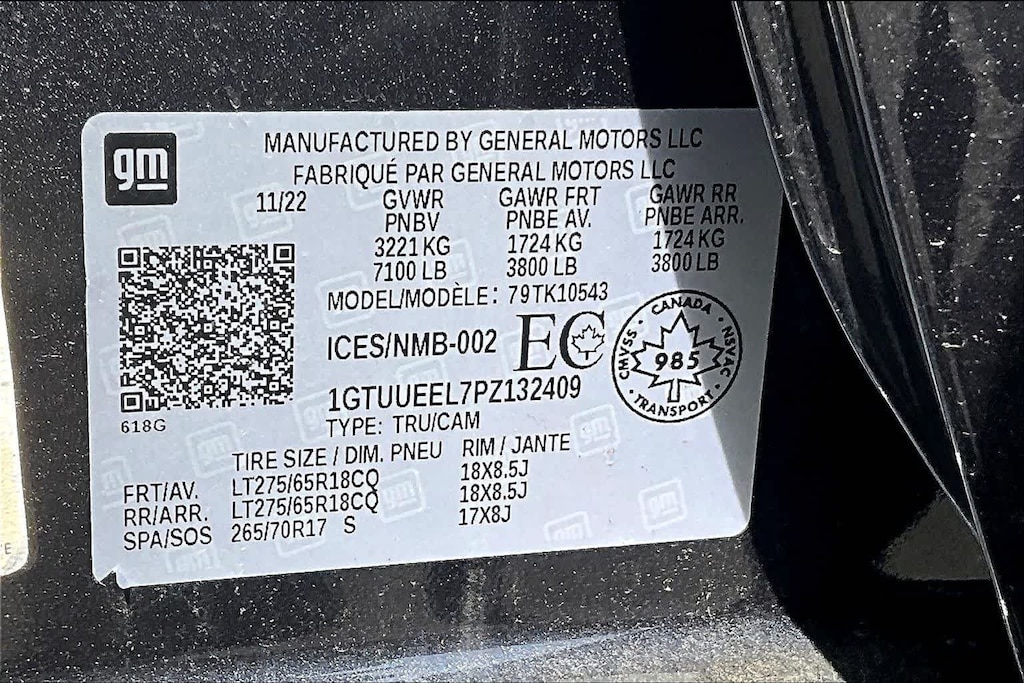 gm
MANUFACTURED BY GENERAL MOTORS LLC
FABRIQUÉ PAR GENERAL MOTORS LLC
11/22 GVWR GAWR FRT GAWR RR
PNBV PNBE AV. PNBE ARR.
3221 KG 1724 KG 1724 KG
7100 LB 3800 LB 3800 LB
MODEL/MODÈLE: 79TK10543
ICES/NMB-002 EC
CANADA
CMVSS 985 NSVAC
TRANSPORT
1GTUUEEL7PZ132409
618G
TYPE: TRU/CAM
TIRE SIZE / DIM. PNEU RIM / JANTE
FRT/AV. LT275/65R18CQ 18X8.5J
RR/ARR. LT275/65R18CQ 18X8.5J
SPA/SOS 265/70R17 S 17X8J
E